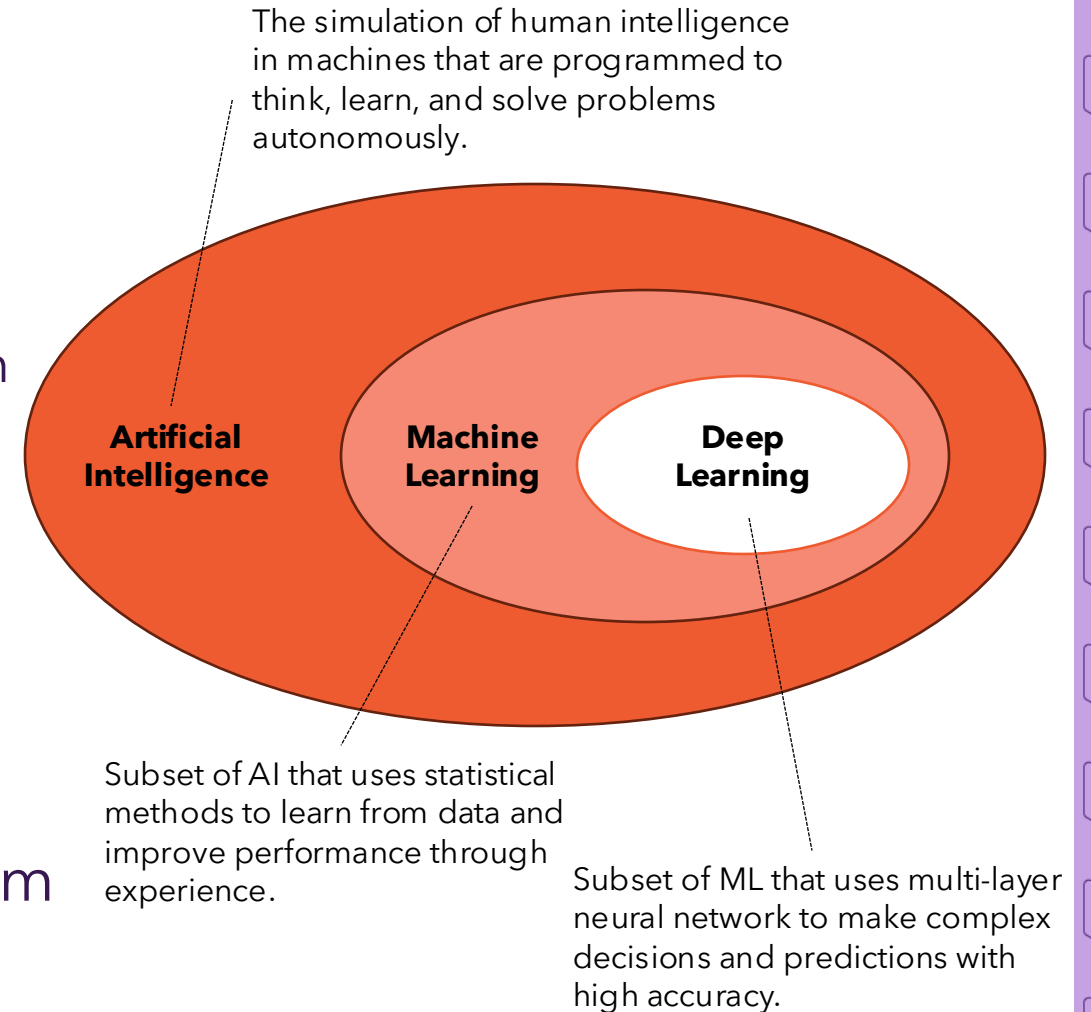 The simulation of human intelligence
in machines that are programmed to
think, learn, and solve problems
autonomously.
Artificial
Intelligence
Machine
Learning
Deep
Learning
Subset of AI that uses statistical
methods to learn from data and
improve performance through
experience.
Subset of ML that uses multi-layer
neural network to make complex
decisions and predictions with
high accuracy.